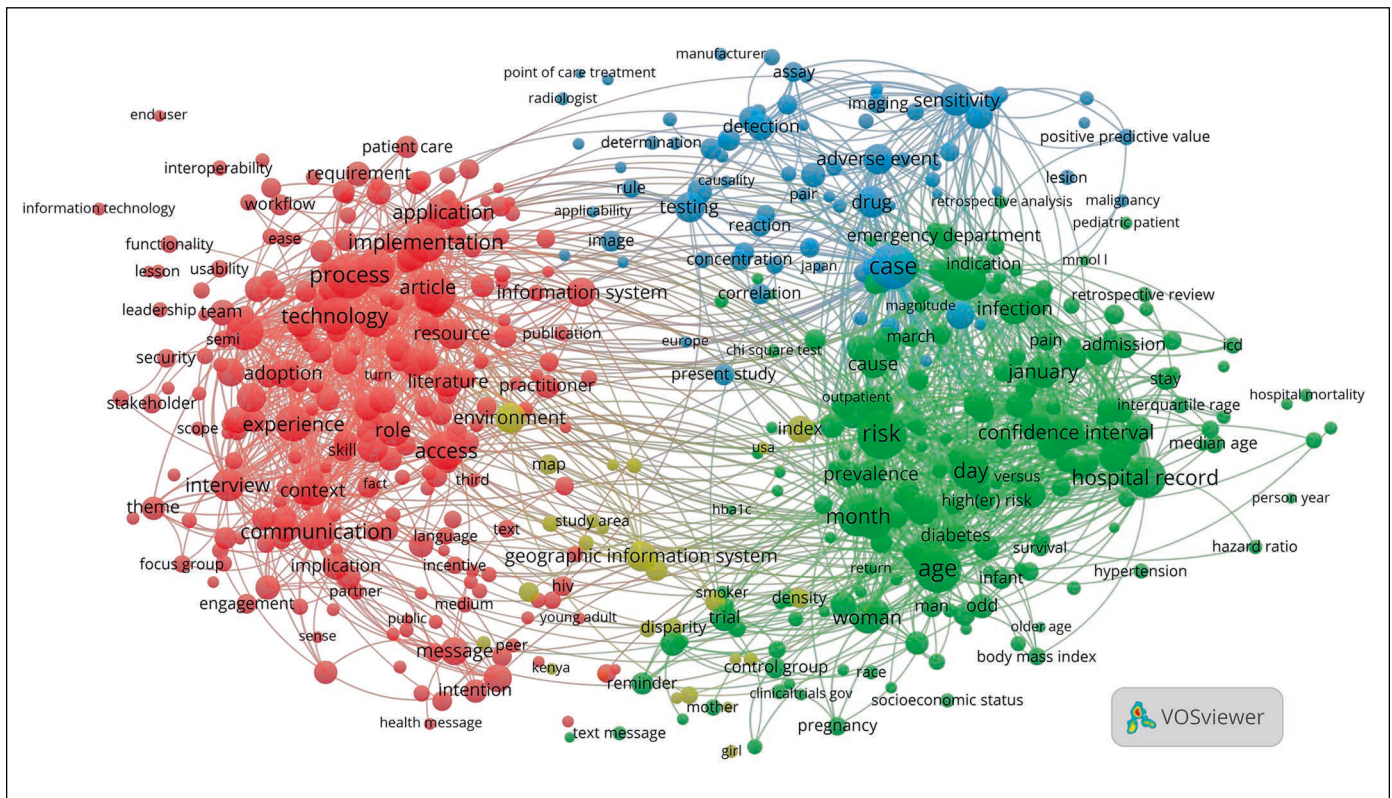 manufacturer
point of care treatment
assay
radiologist
imaging
sensitivity
end user
detection
positive predictive value
patient care
determination
interoperability
requirement
adverse event
causality
pair
lesion
information technology
workflow
rule
application
applicability
testing
drug
retrospective analysis
malignancy
reaction
pediatric patient
functionality
ease
implementation
image
emergency department
lesson
usability
process
concentration
japan
case
indication
mmol l
article
information system
correlation
retrospective review
leadership
team
technology
magnitude
infection
semi
resource
publication
march
pain
admission
europe
chi square test
icd
security
adoption
turn
literature
practitioner
present study
cause
january
stay
stakeholder
outpatient
interquartile rage
hospital mortality
scope
experience
role
environment
index
risk
confidence interval
median age
skill
access
usa
interview
context
fact
third
map
prevalence
day
versus
hospital record
theme
hba1c
high(er) risk
person year
study area
month
communication
language
text
diabetes
geographic information system
survival
hazard ratio
focus group
implication
incentive
return
age
infant
hypertension
engagement
partner
medium
hiv
smoker
density
public
young adult
trial
woman
man
odd
sense
message
peer
disparity
older age
kenya
control group
race
body mass index
intention
reminder
clinicaltrials gov
socioeconomic status
mother
health message
text message
pregnancy
girl
VOSviewer